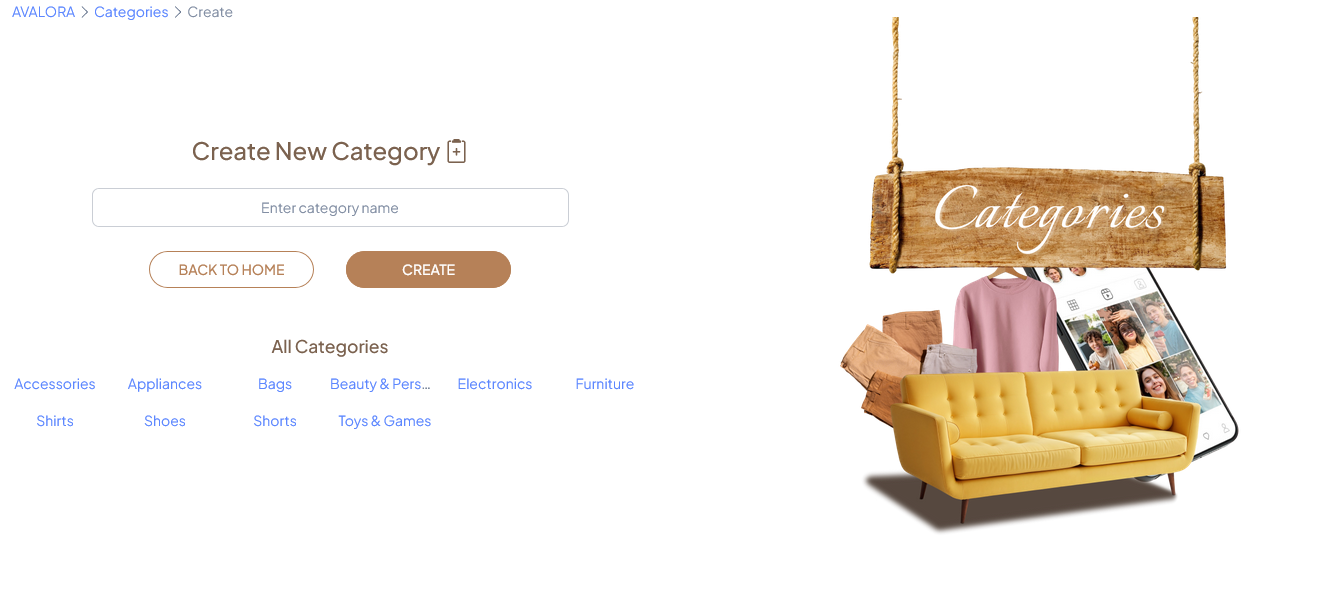 AVALORA > Categories > Create
Create New Category
Enter category name
BACK TO HOME CREATE
All Categories
Accessories Appliances Bags Beauty & Pers... Electronics Furniture
Shirts Shoes Shorts Toys & Games
Categories